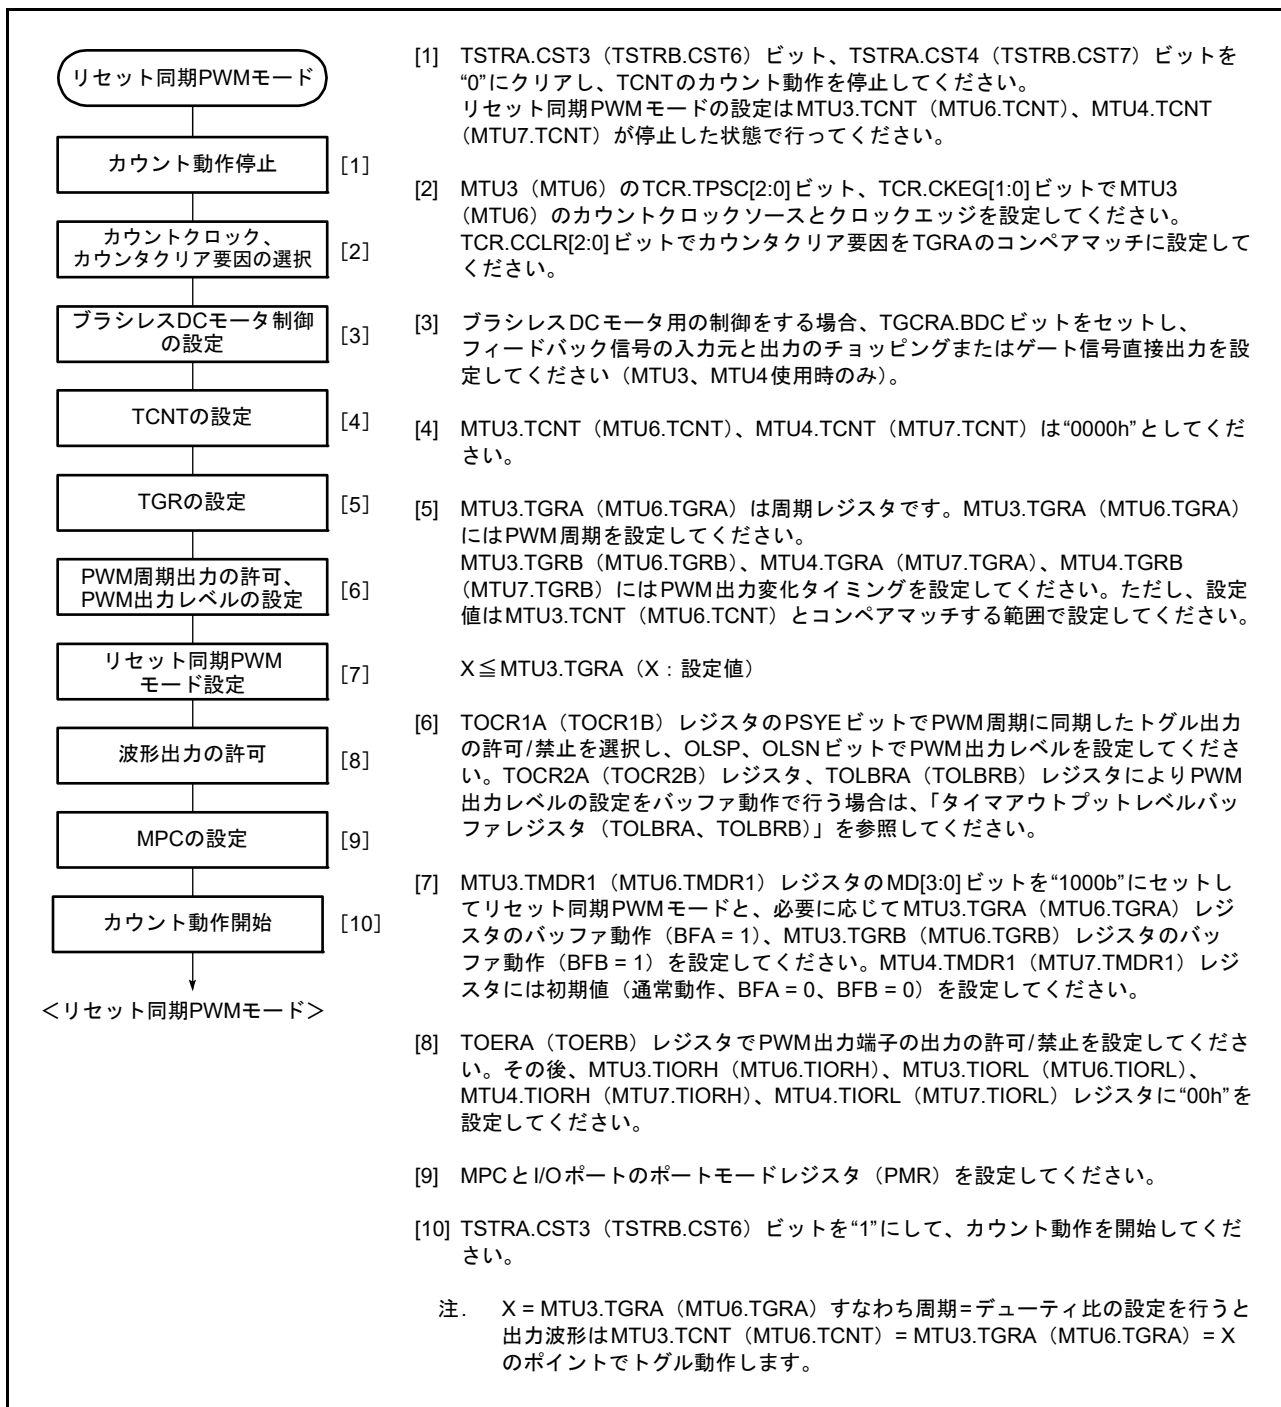 リセット同期PWMモード
カウント動作停止 [1]
カウントクロック、
カウンタクリア要因の選択 [2]
ブラシレスDCモータ制御
の設定 [3]
TCNTの設定 [4]
TGRの設定 [5]
PWM周期出力の許可、
PWM出力レベルの設定 [6]
リセット同期PWM
モード設定 [7]
波形出力の許可 [8]
MPCの設定 [9]
カウント動作開始 [10]
＜リセット同期PWMモード＞
[1] TSTRA.CST3（TSTRB.CST6）ビット、TSTRA.CST4（TSTRB.CST7）ビットを
“0”にクリアし、TCNTのカウント動作を停止してください。
リセット同期PWMモードの設定はMTU3.TCNT（MTU6.TCNT）、MTU4.TCNT
（MTU7.TCNT）が停止した状態で行ってください。
[2] MTU3（MTU6）のTCR.TPSC[2:0]ビット、TCR.CKEG[1:0]ビットでMTU3
（MTU6）のカウントクロックソースとクロックエッジを設定してください。
TCR.CCLR[2:0]ビットでカウンタクリア要因をTGRAのコンペアマッチに設定して
ください。
[3] ブラシレスDCモータ用の制御をする場合、TGCRA.BDCビットをセットし、
フィードバック信号の入力元と出力のチョッピングまたはゲート信号直接出力を設
定してください（MTU3、MTU4使用時のみ）。
[4] MTU3.TCNT（MTU6.TCNT）、MTU4.TCNT（MTU7.TCNT）は“0000h”としてくだ
さい。
[5] MTU3.TGRA（MTU6.TGRA）は周期レジスタです。MTU3.TGRA（MTU6.TGRA）
にはPWM周期を設定してください。
MTU3.TGRB（MTU6.TGRB）、MTU4.TGRA（MTU7.TGRA）、MTU4.TGRB
（MTU7.TGRB）にはPWM出力変化タイミングを設定してください。ただし、設定
値はMTU3.TCNT（MTU6.TCNT）とコンペアマッチする範囲で設定してください。
X≦MTU3.TGRA（X：設定値）
[6] TOCR1A（TOCR1B）レジスタのPSYEビットでPWM周期に同期したトグル出力
の許可/禁止を選択し、OLSP、OLSNビットでPWM出力レベルを設定してくださ
い。TOCR2A（TOCR2B）レジスタ、TOLBRA（TOLBRB）レジスタによりPWM
出力レベルの設定をバッファ動作で行う場合は、「タイマアウトプットレベルバッ
ファレジスタ（TOLBRA、TOLBRB）」を参照してください。
[7] MTU3.TMDR1（MTU6.TMDR1）レジスタのMD[3:0]ビットを“1000b”にセットし
てリセット同期PWMモードと、必要に応じてMTU3.TGRA（MTU6.TGRA）レジ
スタのバッファ動作（BFA = 1）、MTU3.TGRB（MTU6.TGRB）レジスタのバッ
ファ動作（BFB = 1）を設定してください。MTU4.TMDR1（MTU7.TMDR1）レジ
スタには初期値（通常動作、BFA = 0、BFB = 0）を設定してください。
[8] TOERA（TOERB）レジスタでPWM出力端子の出力の許可/禁止を設定してくださ
い。その後、MTU3.TIORH（MTU6.TIORH）、MTU3.TIORL（MTU6.TIORL）、
MTU4.TIORH（MTU7.TIORH）、MTU4.TIORL（MTU7.TIORL）レジスタに“00h”を
設定してください。
[9] MPCとI/Oポートのポートモードレジスタ（PMR）を設定してください。
[10] TSTRA.CST3（TSTRB.CST6）ビットを“1”にして、カウント動作を開始してくだ
さい。
注. X = MTU3.TGRA（MTU6.TGRA）すなわち周期=デューティ比の設定を行うと
出力波形はMTU3.TCNT（MTU6.TCNT）= MTU3.TGRA（MTU6.TGRA）= X
のポイントでトグル動作します。